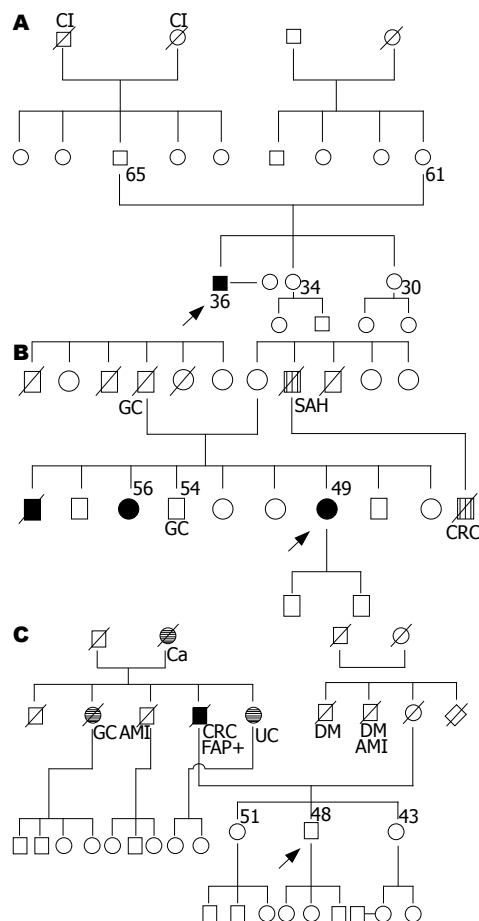 A
CI CI
65 61
36 34 30
B
GC SAH
56 54 49
GC CRC
C
Ca
GC AMI CRC UC DM DM
FAP+ AMI
51 48 43